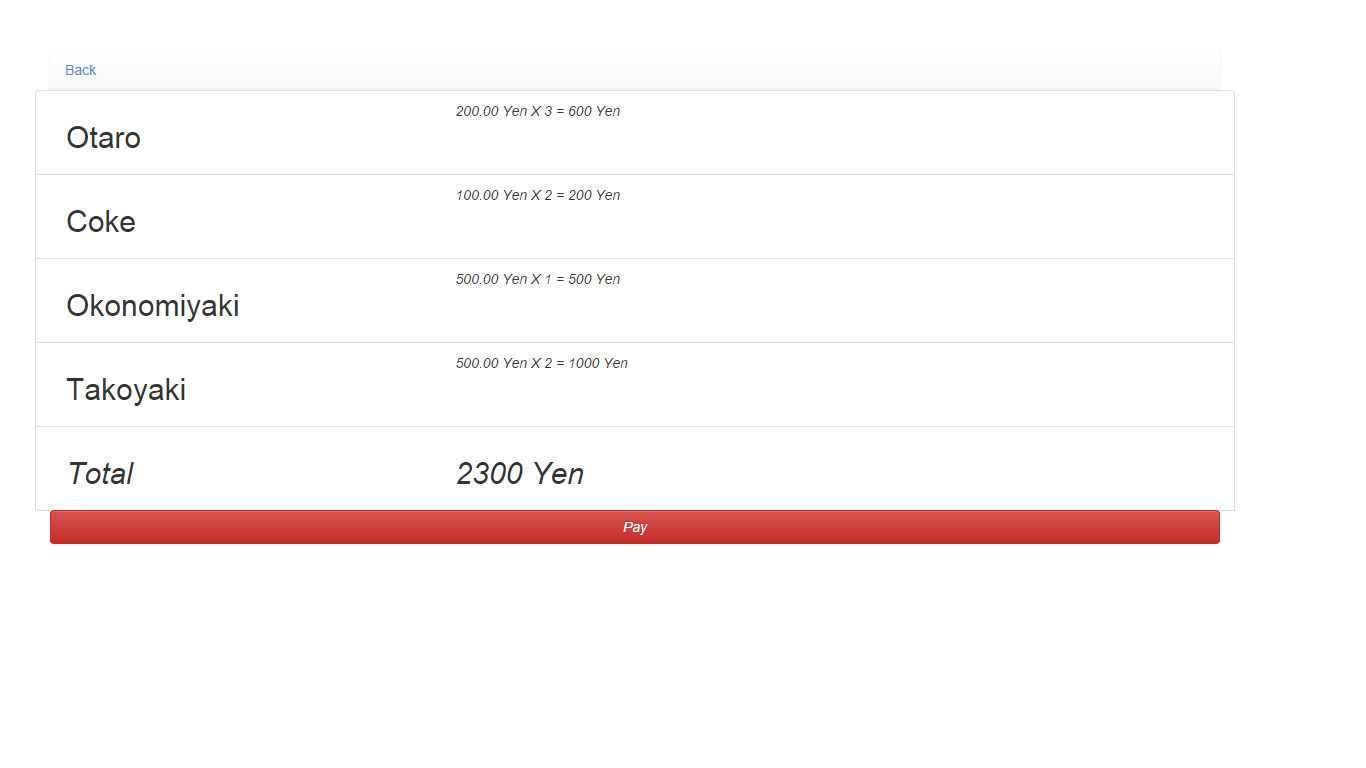 Back
200.00 Yen X 3 = 600 Yen
Otaro
100.00 Yen X 2 = 200 Yen
Coke
500.00 Yen X 1 = 500 Yen
Okonomiyaki
500.00 Yen X 2 = 1000 Yen
Takoyaki
Total 2300 Yen
Pay